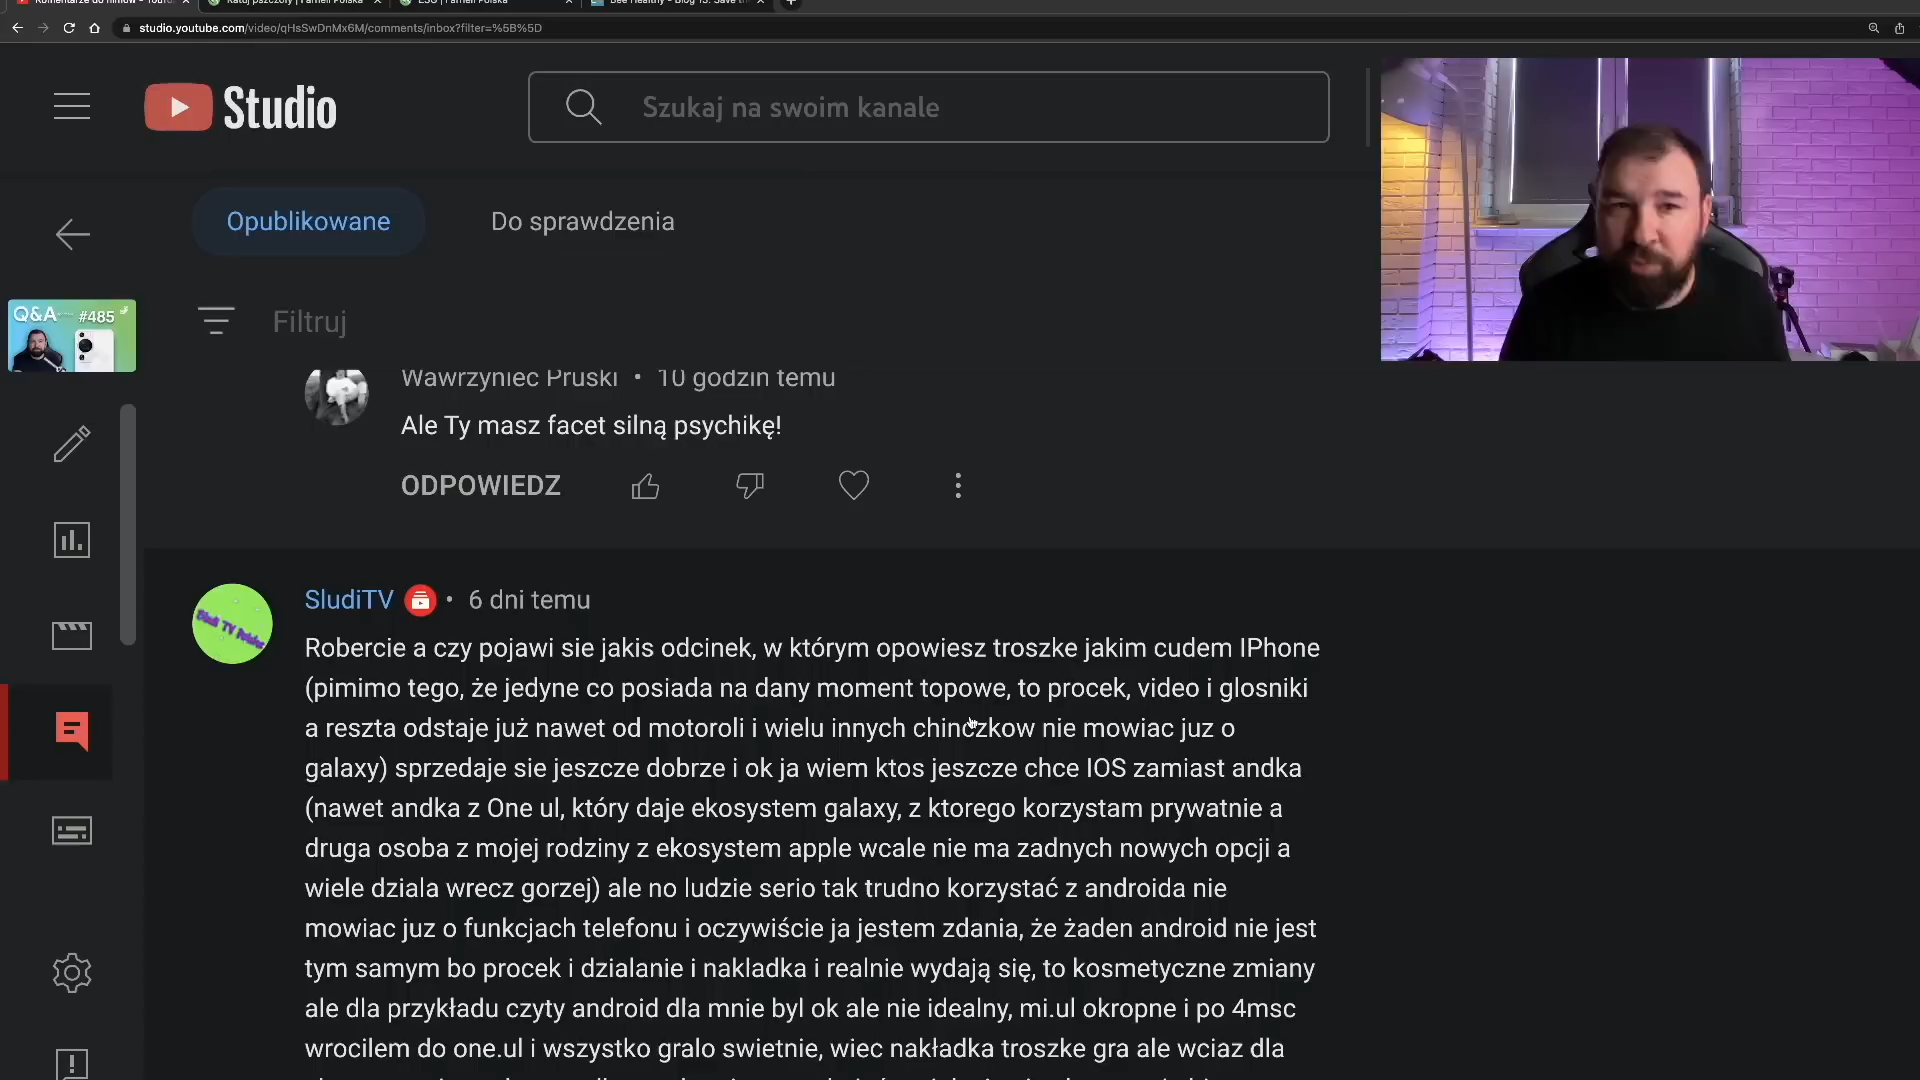 studio.youtube.com/video/qHsSwDnMx6M/comments/inbox?filter=%5B%5D
Studio
Szukaj na swoim kanale
Opublikowane
Do sprawdzenia
Q&A #485
Filtruj
Wawrzyniec Pruski • 10 godzin temu
Ale Ty masz facet silną psychikę!
ODPOWIEDZ
SludiTV • 6 dni temu
Robercie a czy pojawi sie jakis odcinek, w którym opowiesz troszke jakim cudem IPhone
(pimimo tego, że jedyne co posiada na dany moment topowe, to procek, video i glosniki
a reszta odstaje już nawet od motoroli i wielu innych chinczkow nie mowiac juz o
galaxy) sprzedaje sie jeszcze dobrze i ok ja wiem ktos jeszcze chce IOS zamiast andka
(nawet andka z One ul, który daje ekosystem galaxy, z ktorego korzystam prywatnie a
druga osoba z mojej rodziny z ekosystem apple wcale nie ma zadnych nowych opcji a
wiele dziala wrecz gorzej) ale no ludzie serio tak trudno korzystać z androida nie
mowiac juz o funkcjach telefonu i oczywiście ja jestem zdania, że żaden android nie jest
tym samym bo procek i dzialanie i nakladka i realnie wydają się, to kosmetyczne zmiany
ale dla przykładu czyty android dla mnie byl ok ale nie idealny, mi.ul okropne i po 4msc
wrocilem do one.ul i wszystko gralo swietnie, wiec nakładka troszke gra ale wciaz dla